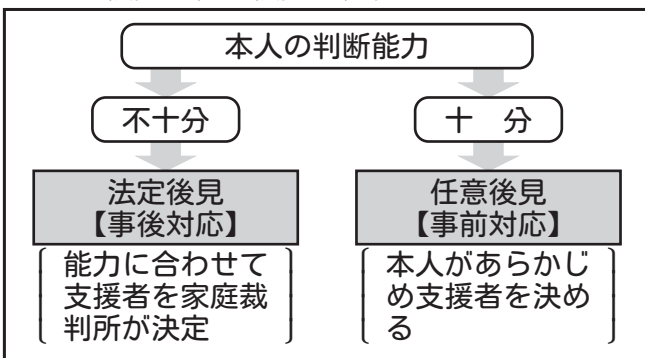 本人の判断能力
不十分
十　分
法定後見
【事後対応】
能力に合わせて
支援者を家庭裁
判所が決定
任意後見
【事前対応】
本人があらかじ
め支援者を決め
る